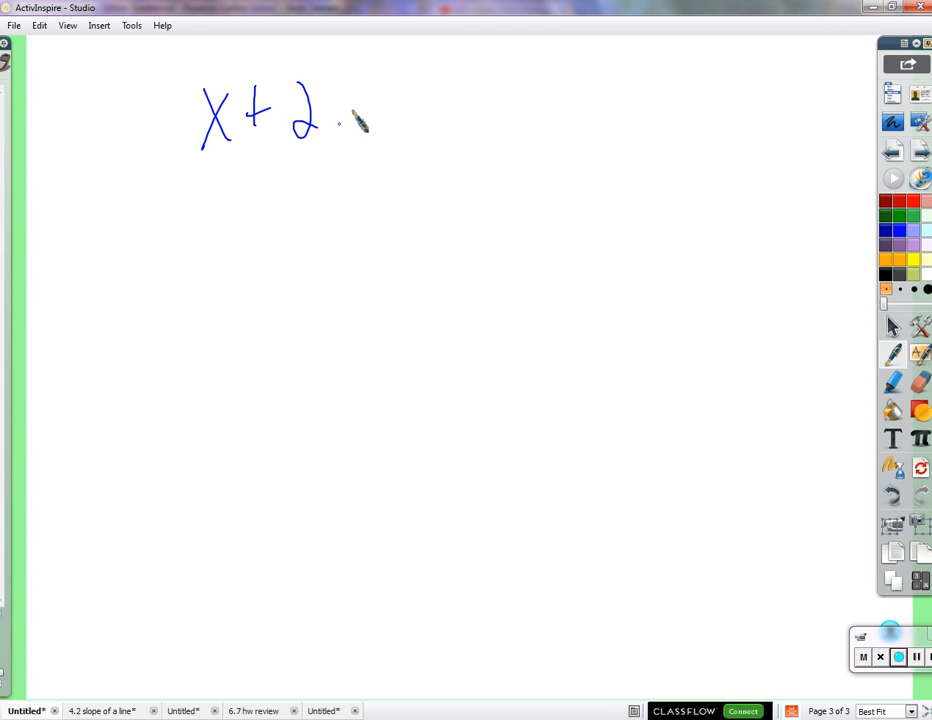 ActivInspire - Studio
File Edit View Insert Tools Help
x + 2
M
Untitled* 4.2 slope of a line* Untitled* 6.7 hw review Untitled* CLASSFLOW Connect Page 3 of 3 Best Fit